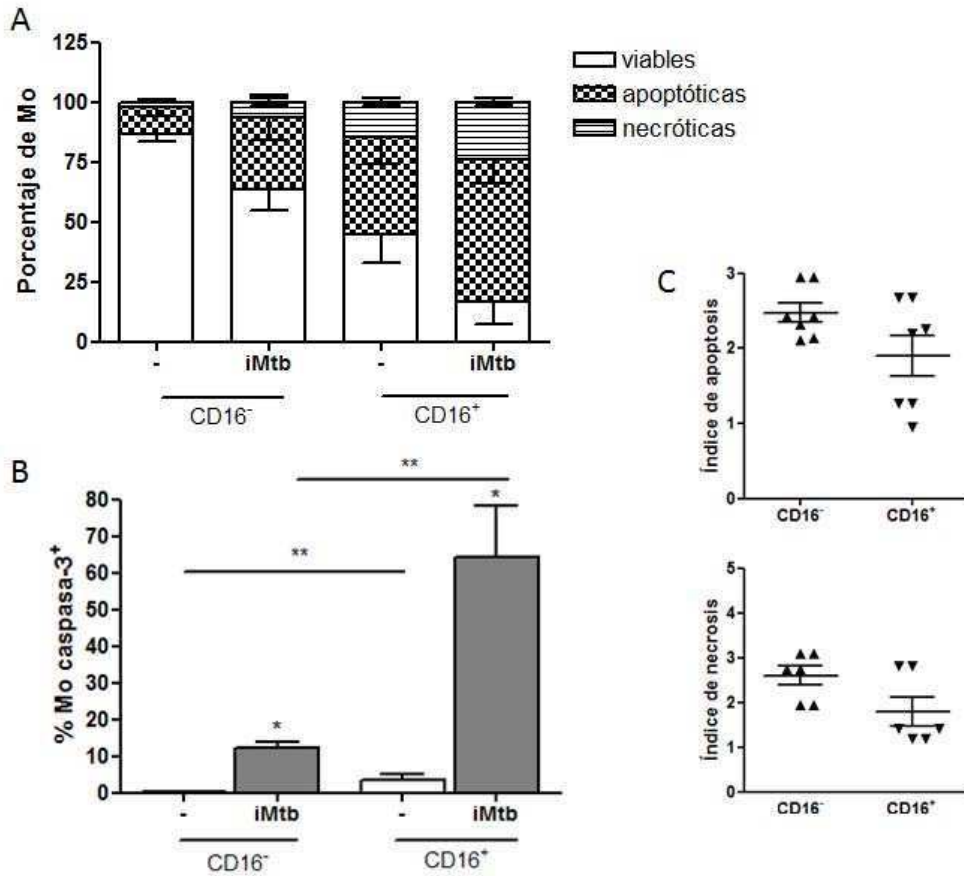 A
Porcentaje de Mo
125
100
75
50
25
0
viables
apoptóticas
necróticas
- iMtb - iMtb
CD16⁻ CD16⁺
B
% Mo caspasa-3⁺
80
70
60
50
40
30
20
10
0
**
**
*
*
- iMtb - iMtb
CD16⁻ CD16⁺
C
Índice de apoptosis
3
2
1
0
CD16⁻ CD16⁺
Índice de necrosis
5
4
3
2
1
0
CD16⁻ CD16⁺